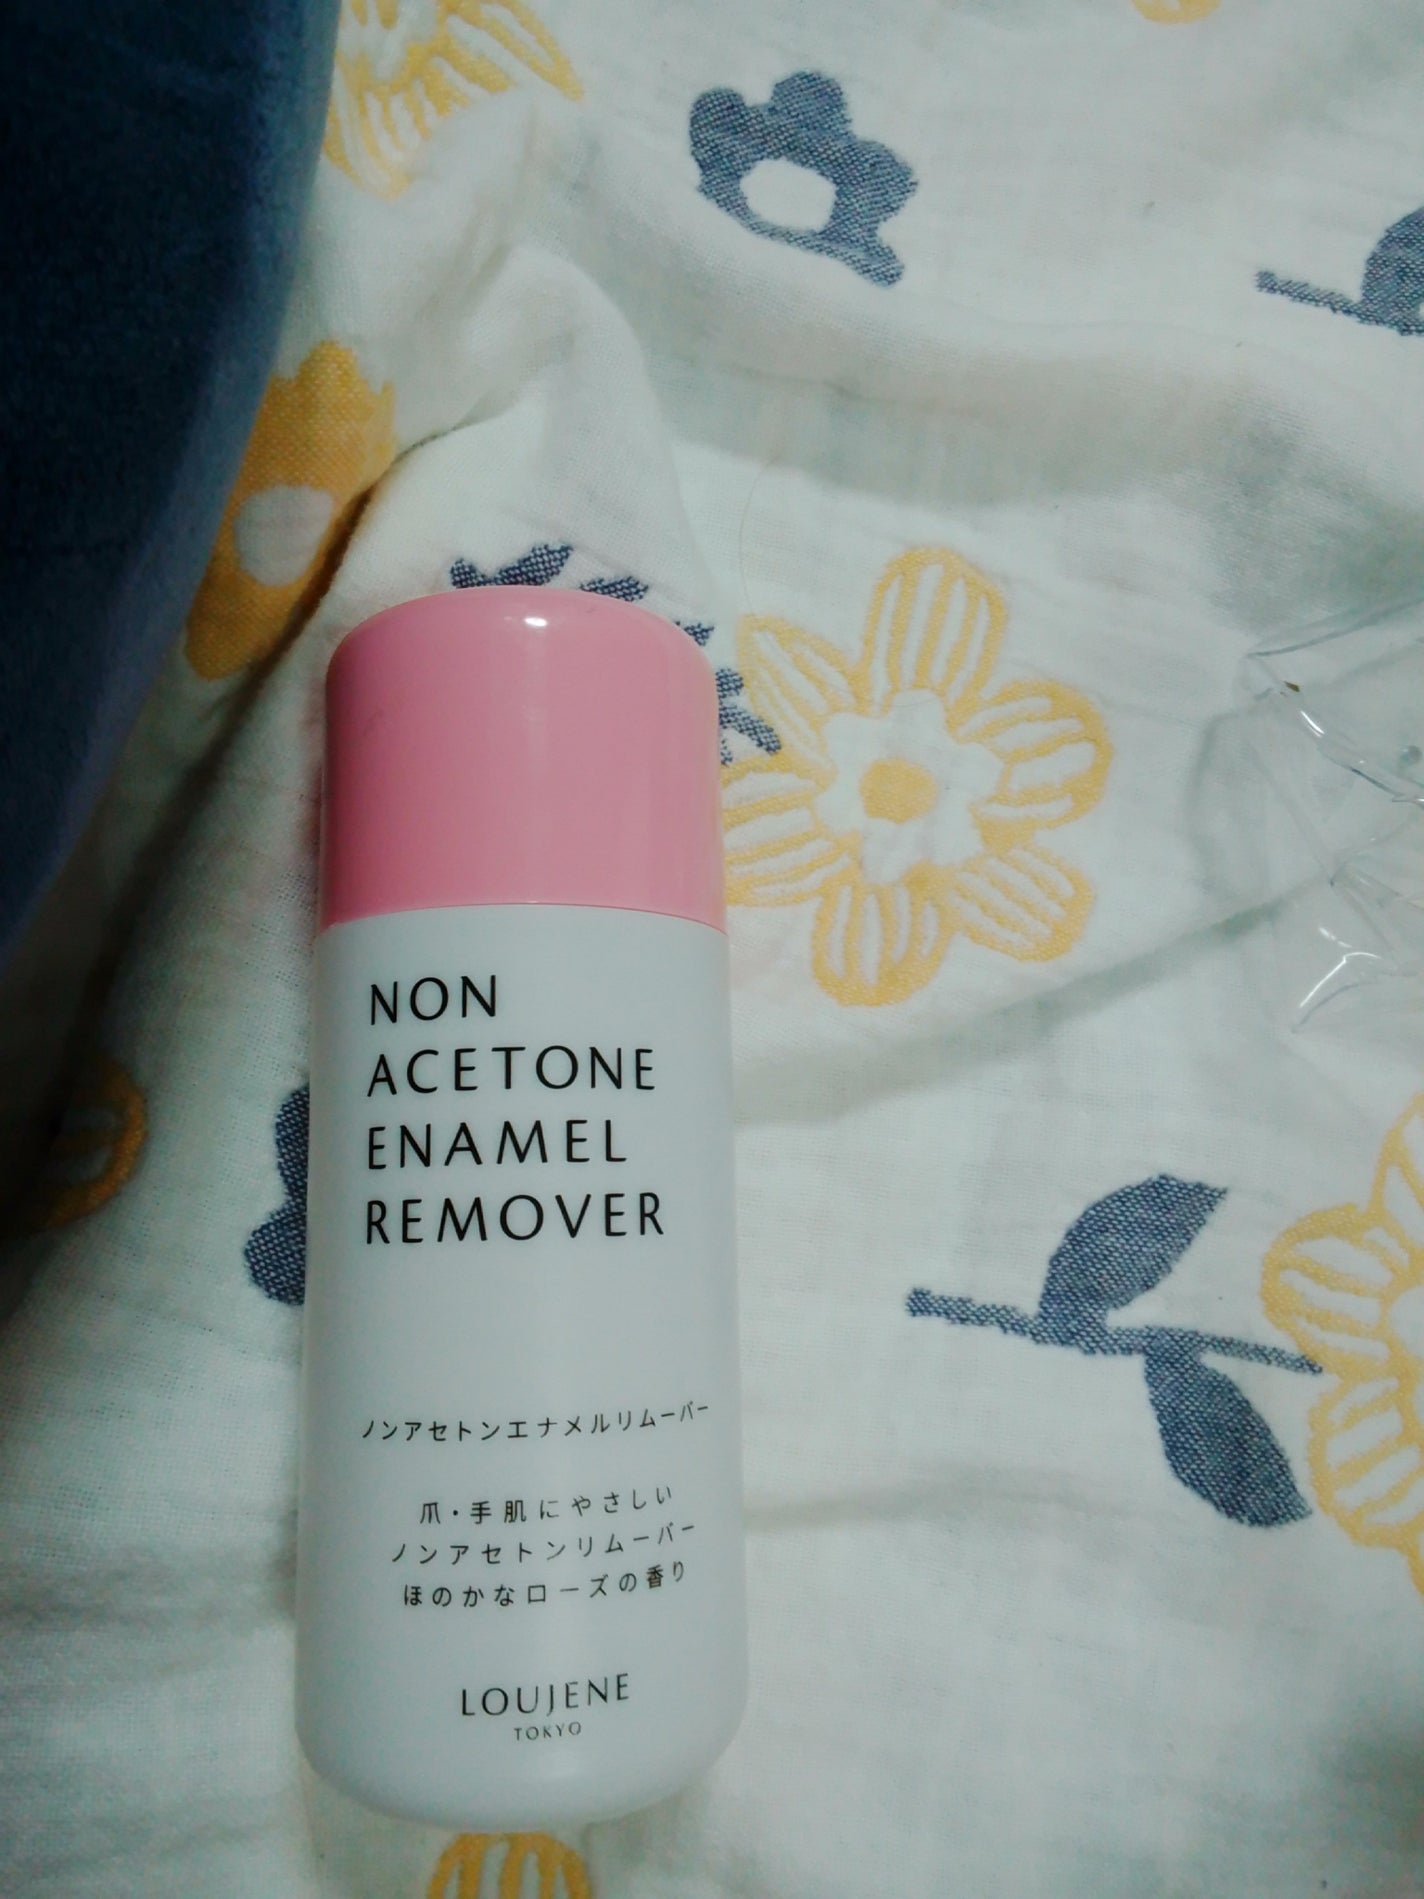 NON
ACETONE
ENAMEL
REMOVER
ノンアセトンエナメルリムーバー
爪・手肌にやさしい
ノンアセトンリムーバー
ほのかなローズの香り
LOUJENE
TOKYO